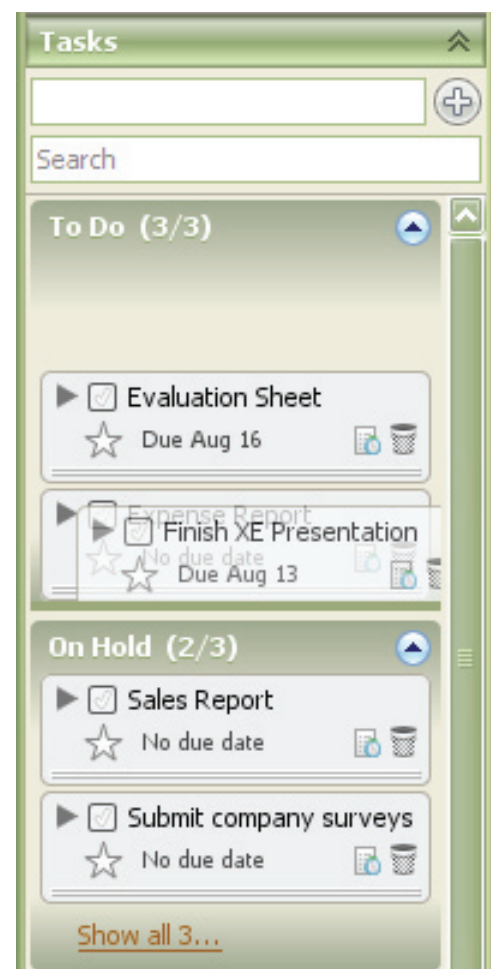 Tasks
Search
To Do (3/3)
Evaluation Sheet
Due Aug 16
Expense Report
No due date
Finish XE Presentation
Due Aug 13
On Hold (2/3)
Sales Report
No due date
Submit company surveys
No due date
Show all 3...